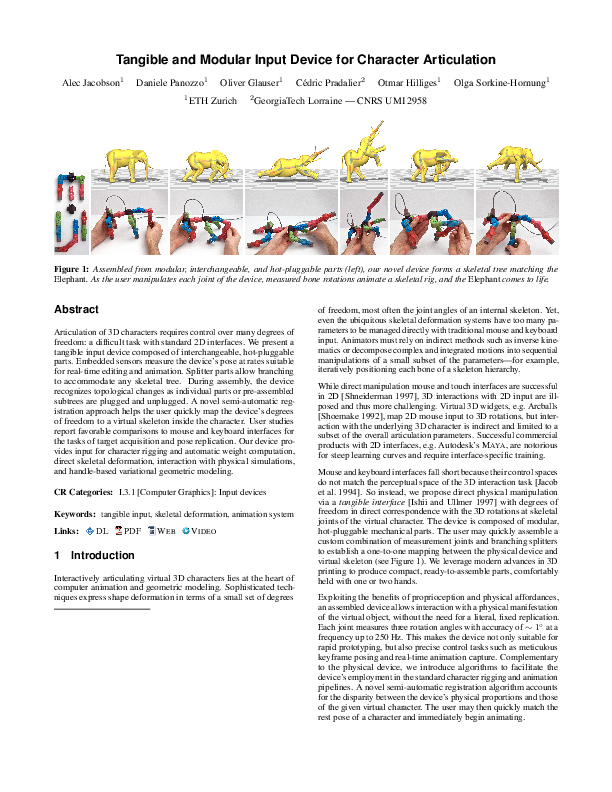 Tangible and Modular Input Device for Character Articulation
Alec Jacobson1 Daniele Panozzo1 Oliver Glauser1 Cédric Pradalier2 Otmar Hilliges1 Olga Sorkine-Hornung1
1ETH Zurich 2GeorgiaTech Lorraine — CNRS UMI 2958
Figure 1: Assembled from modular, interchangeable, and hot-pluggable parts (left), our novel device forms a skeletal tree matching the
Elephant. As the user manipulates each joint of the device, measured bone rotations animate a skeletal rig, and the Elephant comes to life.
Abstract
Articulation of 3D characters requires control over many degrees of
freedom: a difficult task with standard 2D interfaces. We present a
tangible input device composed of interchangeable, hot-pluggable
parts. Embedded sensors measure the device's pose at rates suitable
for real-time editing and animation. Splitter parts allow branching
to accommodate any skeletal tree. During assembly, the device
recognizes topological changes as individual parts or pre-assembled
subtrees are plugged and unplugged. A novel semi-automatic reg-
istration approach helps the user quickly map the device's degrees
of freedom to a virtual skeleton inside the character. User studies
report favorable comparisons to mouse and keyboard interfaces for
the tasks of target acquisition and pose replication. Our device pro-
vides input for character rigging and automatic weight computation,
direct skeletal deformation, interaction with physical simulations,
and handle-based variational geometric modeling.
CR Categories: I.3.1 [Computer Graphics]: Input devices
Keywords: tangible input, skeletal deformation, animation system
Links: DL PDF WEB VIDEO
1 Introduction
Interactively articulating virtual 3D characters lies at the heart of
computer animation and geometric modeling. Sophisticated tech-
niques express shape deformation in terms of a small set of degrees
of freedom, most often the joint angles of an internal skeleton. Yet,
even the ubiquitous skeletal deformation systems have too many pa-
rameters to be managed directly with traditional mouse and keyboard
input. Animators must rely on indirect methods such as inverse kine-
matics or decompose complex and integrated motions into sequential
manipulations of a small subset of the parameters—for example,
iteratively positioning each bone of a skeleton hierarchy.
While direct manipulation mouse and touch interfaces are successful
in 2D [Shneiderman 1997], 3D interactions with 2D input are ill-
posed and thus more challenging. Virtual 3D widgets, e.g. Arcballs
[Shoemake 1992], map 2D mouse input to 3D rotations, but inter-
action with the underlying 3D character is indirect and limited to a
subset of the overall articulation parameters. Successful commercial
products with 2D interfaces, e.g. Autodesk's MAYA, are notorious
for steep learning curves and require interface-specific training.
Mouse and keyboard interfaces fall short because their control spaces
do not match the perceptual space of the 3D interaction task [Jacob
et al. 1994]. So instead, we propose direct physical manipulation
via a tangible interface [Ishii and Ullmer 1997] with degrees of
freedom in direct correspondence with the 3D rotations at skeletal
joints of the virtual character. The device is composed of modular,
hot-pluggable mechanical parts. The user may quickly assemble a
custom combination of measurement joints and branching splitters
to establish a one-to-one mapping between the physical device and
virtual skeleton (see Figure 1). We leverage modern advances in 3D
printing to produce compact, ready-to-assemble parts, comfortably
held with one or two hands.
Exploiting the benefits of proprioception and physical affordances,
an assembled device allows interaction with a physical manifestation
of the virtual object, without the need for a literal, fixed replication.
Each joint measures three rotation angles with accuracy of ∼ 1° at a
frequency up to 250 Hz. This makes the device not only suitable for
rapid prototyping, but also precise control tasks such as meticulous
keyframe posing and real-time animation capture. Complementary
to the physical device, we introduce algorithms to facilitate the
device's employment in the standard character rigging and animation
pipelines. A novel semi-automatic registration algorithm accounts
for the disparity between the device's physical proportions and those
of the given virtual character. The user may then quickly match the
rest pose of a character and immediately begin animating.